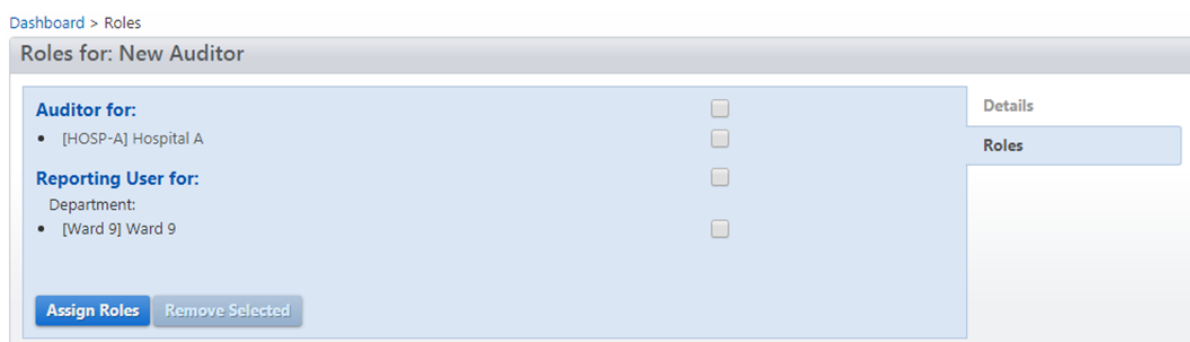 Dashboard > Roles
Roles for: New Auditor
Auditor for:
• [HOSP-A] Hospital A
Reporting User for:
Department:
• [Ward 9] Ward 9
Assign Roles Remove Selected
Details
Roles